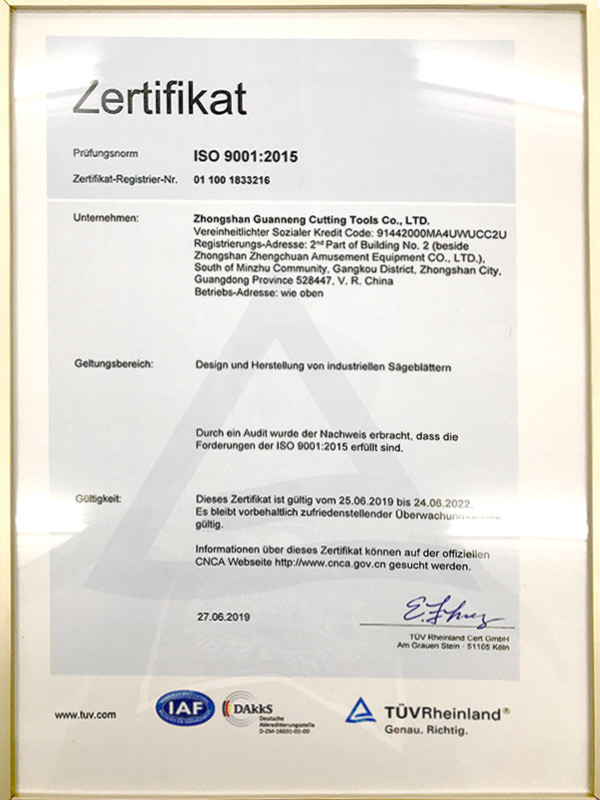 Zertifikat
Prüfungsnorm ISO 9001:2015
Zertifikat-Registrier-Nr. 01 100 1833216
Unternehmen: Zhongshan Guanneng Cutting Tools Co., LTD.
Vereinheitlichter Sozialer Kredit Code: 91442000MA4UWUCC2U
Registrierungs-Adresse: 2nd Part of Building No. 2 (beside
Zhongshan Zhengchuan Amusement Equipment CO., LTD.),
South of Minzhu Community, Gangkou District, Zhongshan City,
Guangdong Province 528447, V. R. China
Betriebs-Adresse: wie oben
Geltungsbereich: Design und Herstellung von industriellen Sägeblättern
Durch ein Audit wurde der Nachweis erbracht, dass die
Forderungen der ISO 9001:2015 erfüllt sind.
Gültigkeit: Dieses Zertifikat ist gültig vom 25.06.2019 bis 24.06.2022.
Es bleibt vorbehaltlich zufriedenstellender Überwachungsaudits
gültig.
Informationen über dieses Zertifikat können auf der offiziellen
CNCA Webseite http://www.cnca.gov.cn gesucht werden.
27.06.2019
TÜV Rheinland Cert GmbH
Am Grauen Stein · 51105 Köln
www.tuv.com
IAF
DAkkS
Deutsche
Akkreditierungsstelle
D-ZM-16031-01-00
TÜVRheinland®
Genau. Richtig.